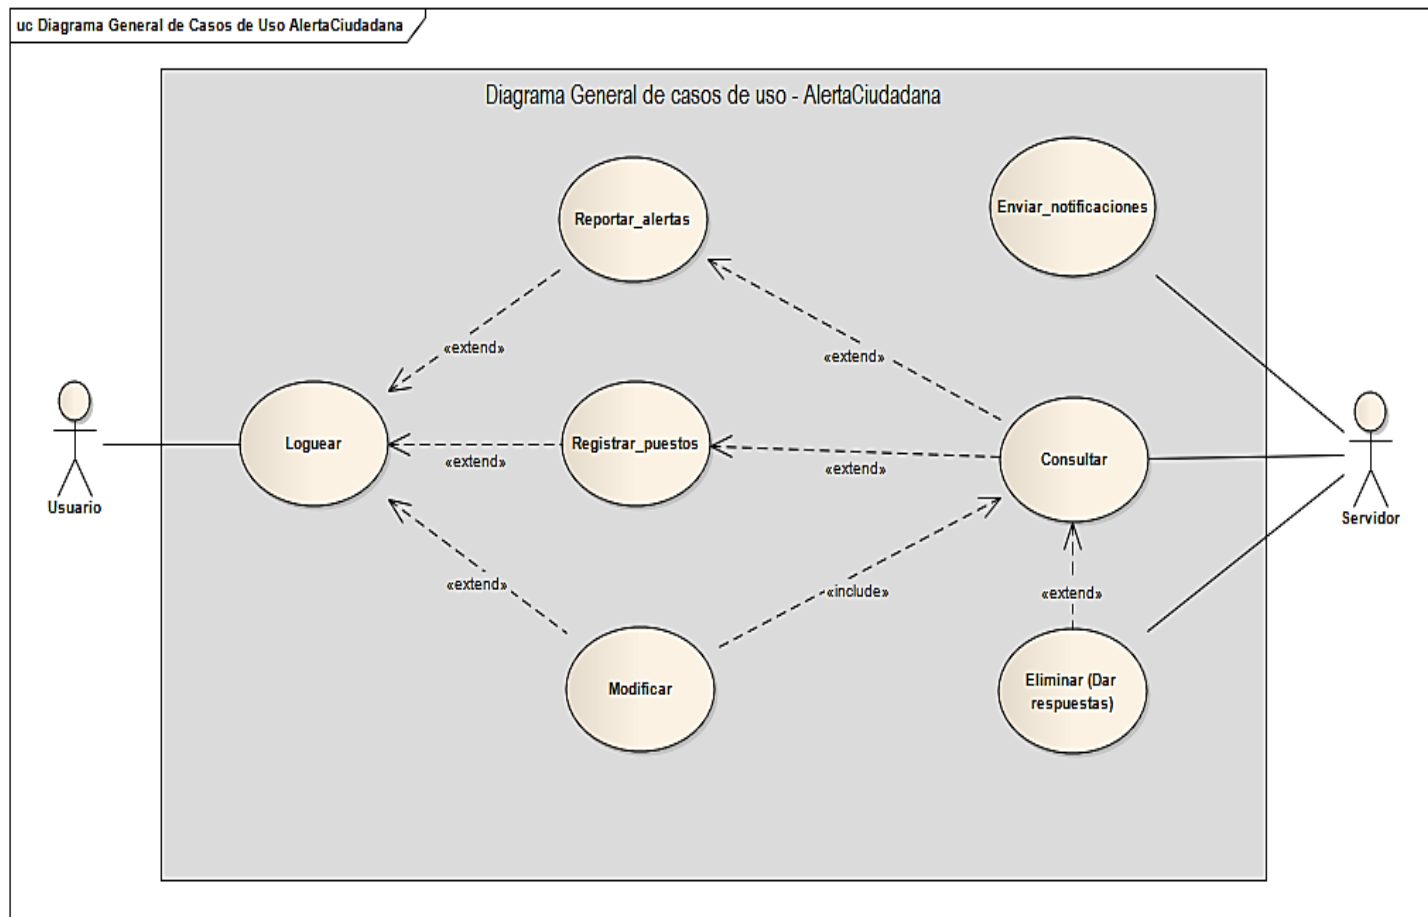 uc Diagrama General de Casos de Uso AlertaCiudadana
Diagrama General de casos de uso - AlertaCiudadana
Reportar_alertas
Enviar_notificaciones
«extend»
«extend»
Loguear
Registrar_puestos
Consultar
«extend»
«extend»
Usuario
Servidor
«extend»
«include»
«extend»
Modificar
Eliminar (Dar
respuestas)